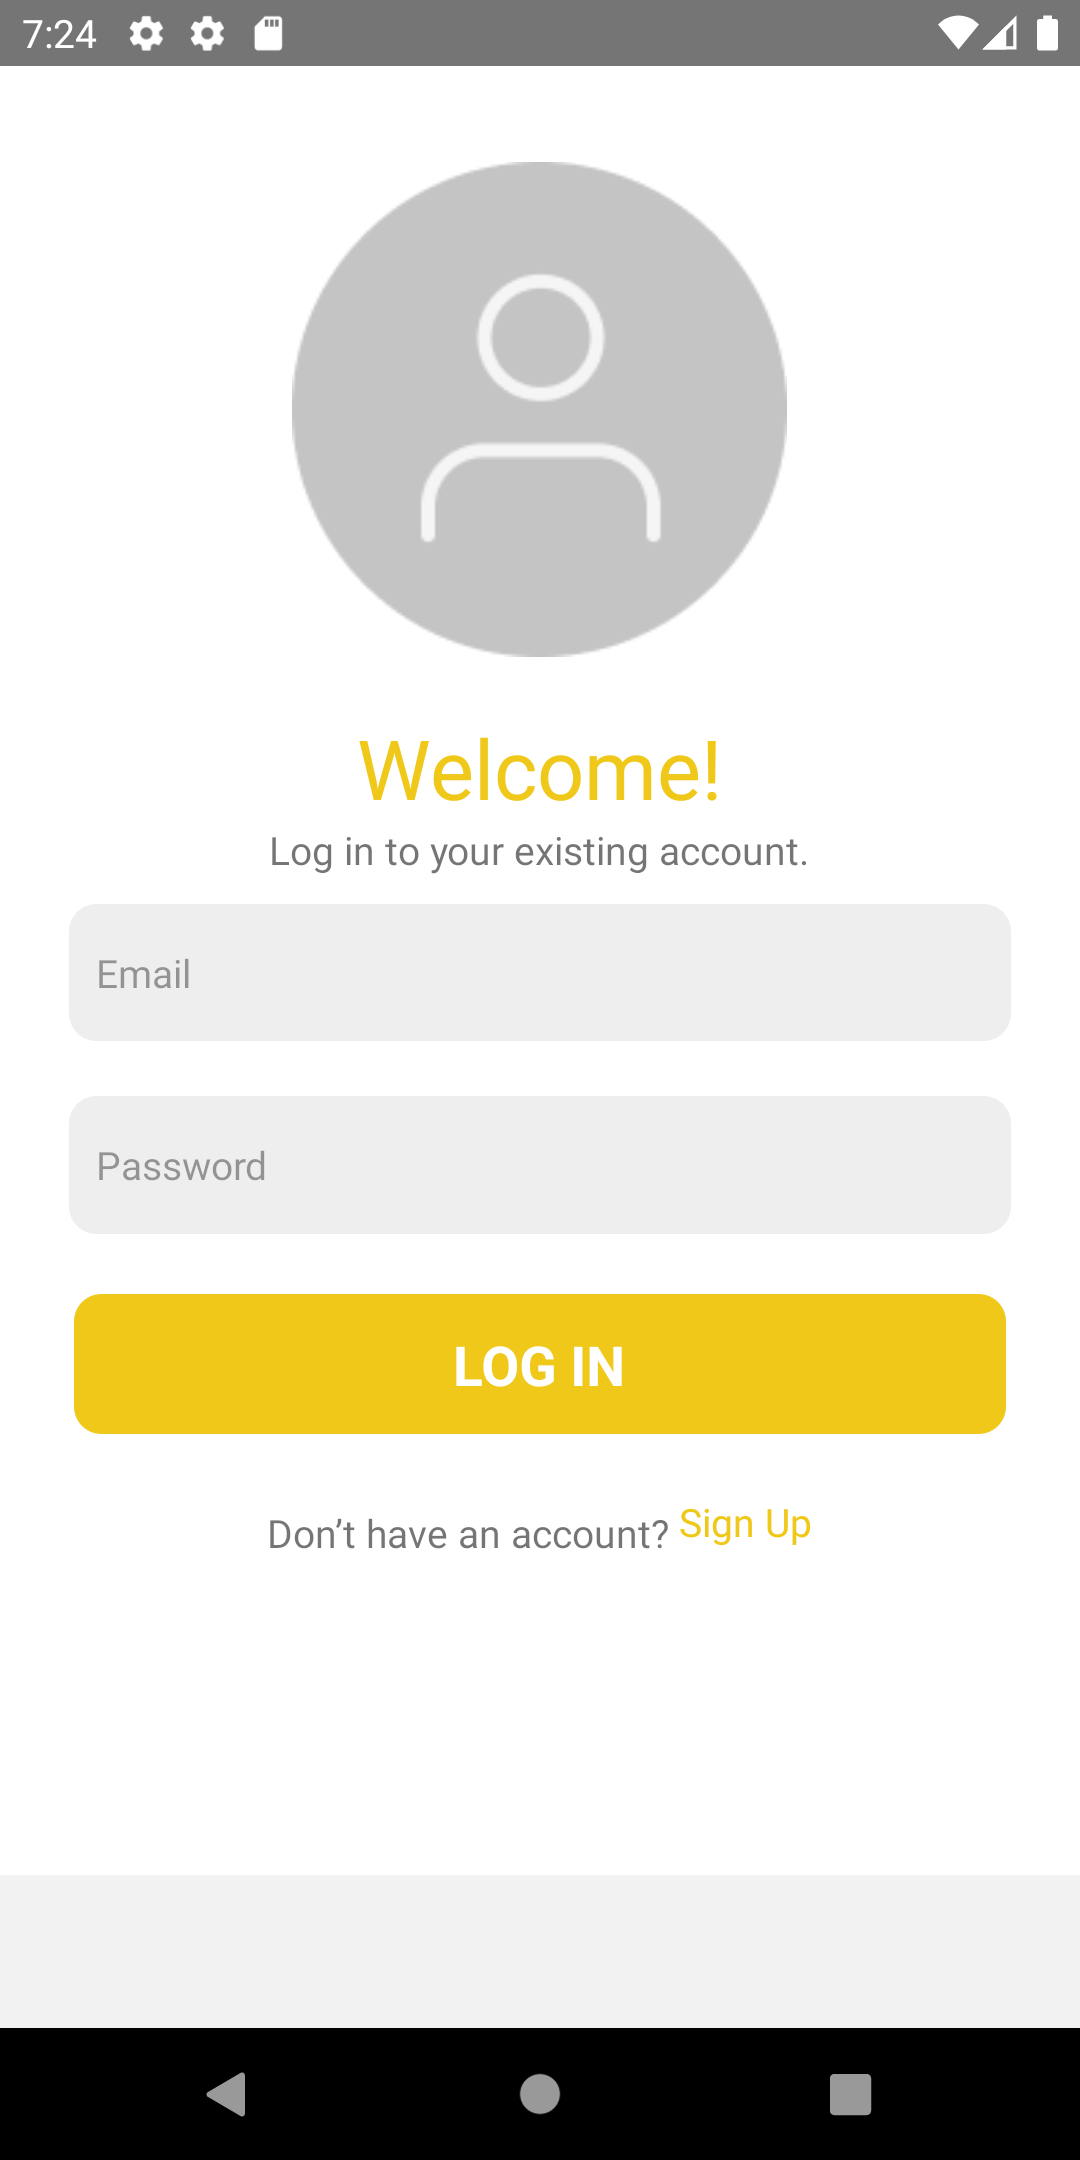 7:24
Welcome!
Log in to your existing account.
Email
Password
LOG IN
Don’t have an account? Sign Up